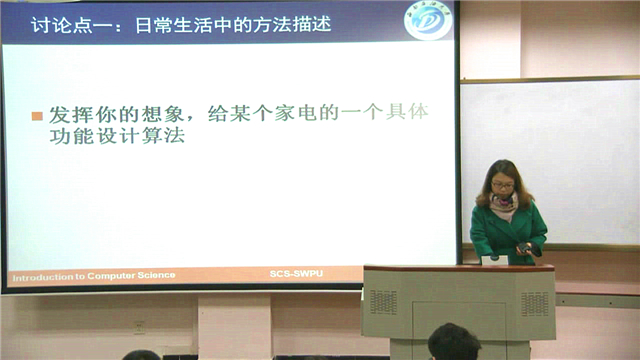 讨论点一：日常生活中的方法描述
发挥你的想象，给某个家电的一个具体
功能设计算法
Introduction to Computer Science
SCS-SWPU